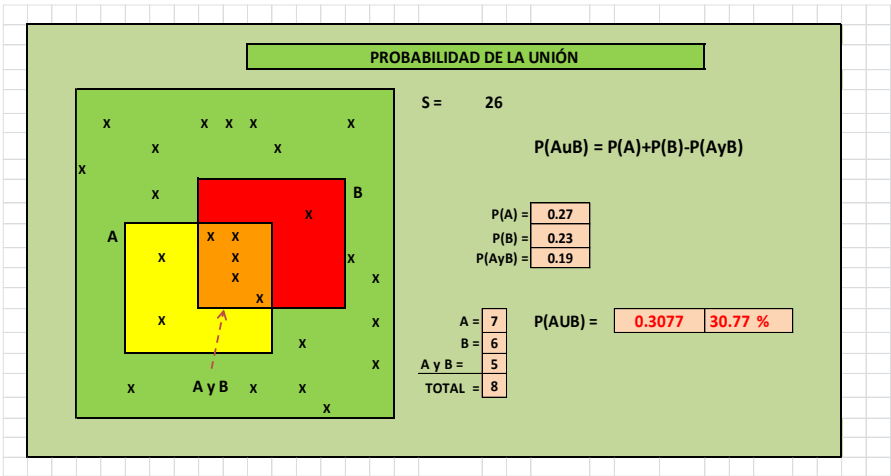 PROBABILIDAD DE LA UNIÓN
S = 26
x x x x x
x x
P(AuB) = P(A)+P(B)-P(AyB)
x
x B
x P(A) = 0.27
A x x P(B) = 0.23
x x x P(AyB) = 0.19
x x
x
x x A = 7 P(AUB) = 0.3077 30.77 %
x B = 6
x A y B = 5
x A y B x x TOTAL = 8
x